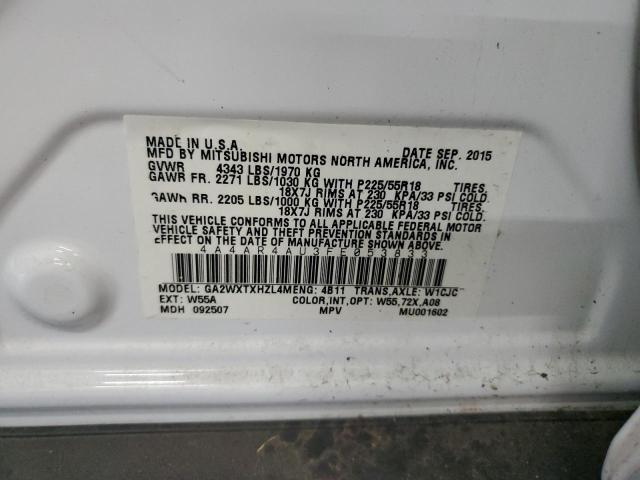 MADE IN U.S.A. DATE SEP. 2015
MFD BY MITSUBISHI MOTORS NORTH AMERICA, INC.
GVWR 4343 LBS/1970 KG
GAWR FR. 2271 LBS/1030 KG WITH P225/55R18 TIRES,
18X7J RIMS AT 230 KPA/33 PSI COLD.
GAWR RR. 2205 LBS/1000 KG WITH P225/55R18 TIRES,
18X7J RIMS AT 230 KPA/33 PSI COLD.
THIS VEHICLE CONFORMS TO ALL APPLICABLE FEDERAL MOTOR
VEHICLE SAFETY AND THEFT PREVENTION STANDARDS IN
EFFECT ON THE DATE OF MANUFACTURE SHOWN ABOVE.
4A4AR4AU3FE053833
MODEL: GA2WXTXHZL4MENG: 4B11 TRANS,AXLE: W1CJC
EXT: W55A COLOR,INT,OPT: W55,72X,A08
MDH 092507 MPV MU001602